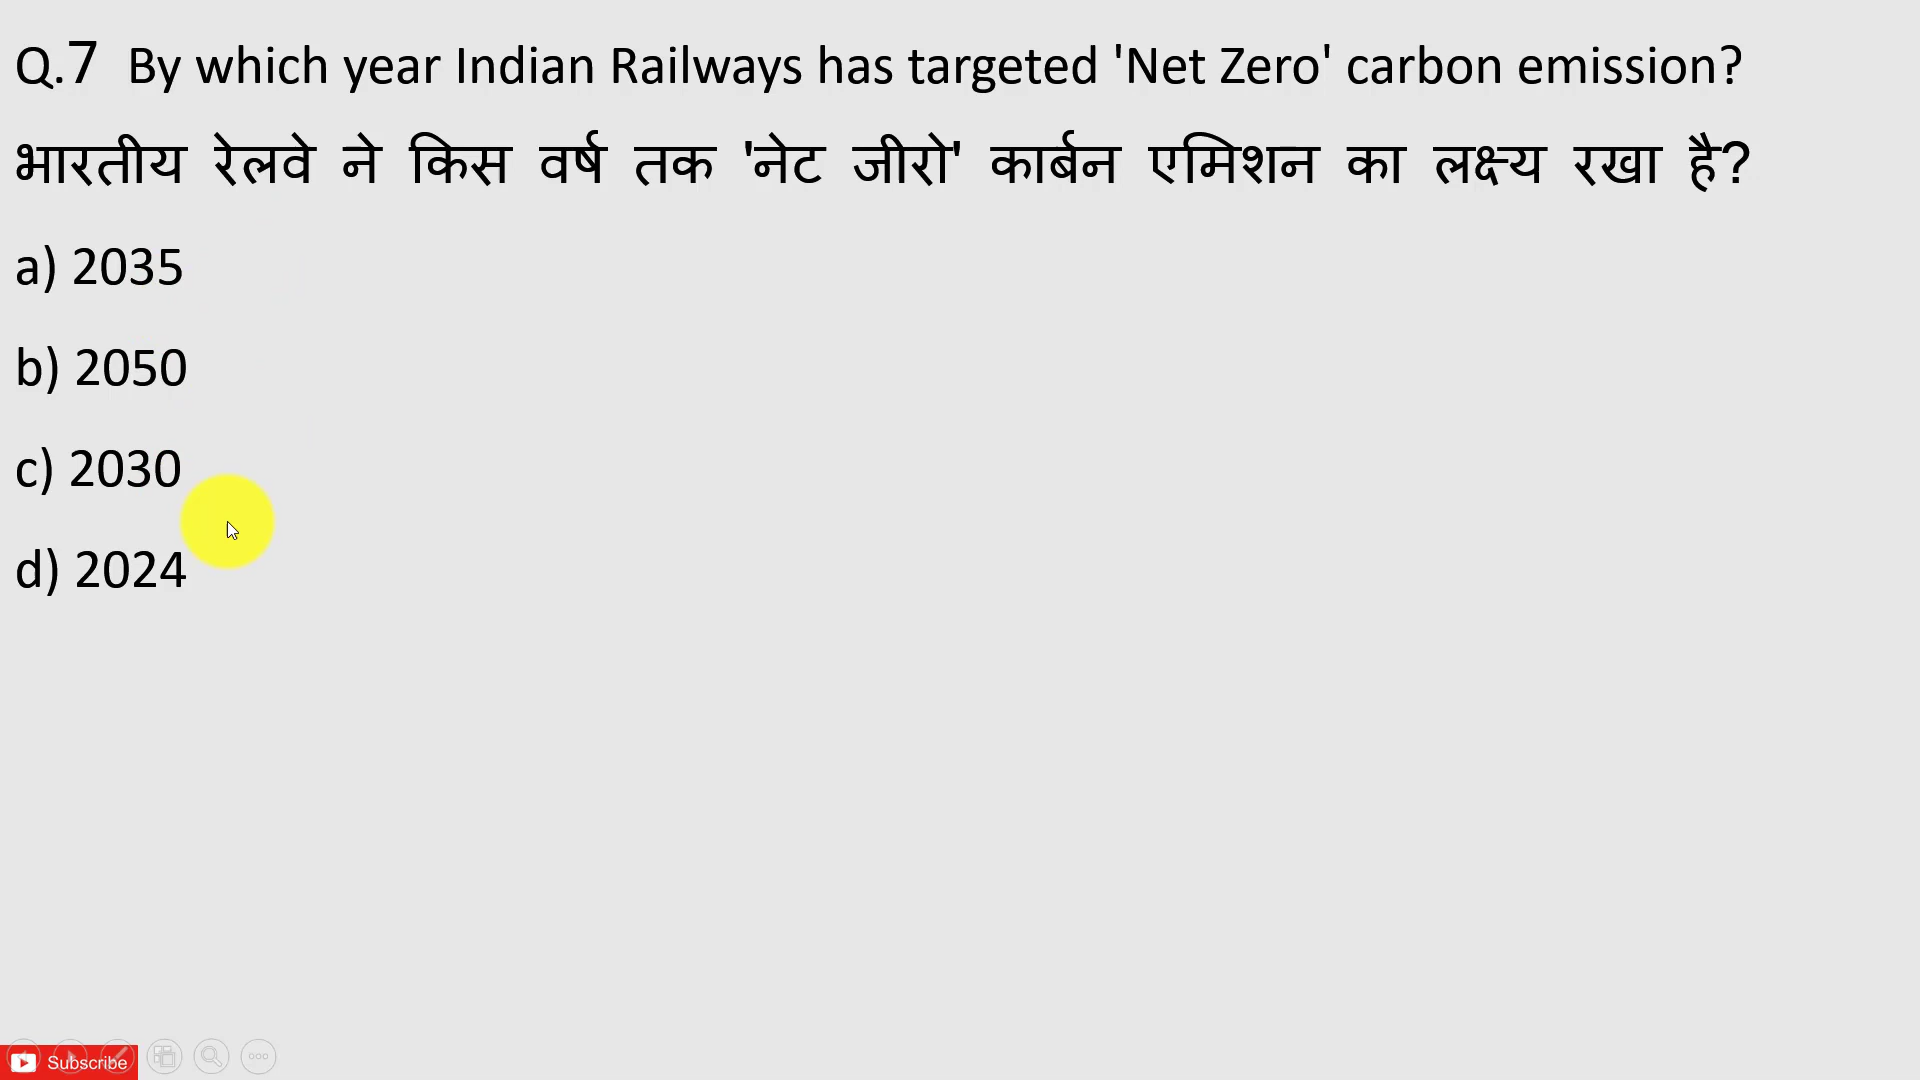 Q.7 By which year Indian Railways has targeted 'Net Zero' carbon emission?
भारतीय रेलवे ने किस वर्ष तक 'नेट जीरो' कार्बन एमिशन का लक्ष्य रखा है?
a) 2035
b) 2050
c) 2030
d) 2024
Subscribe